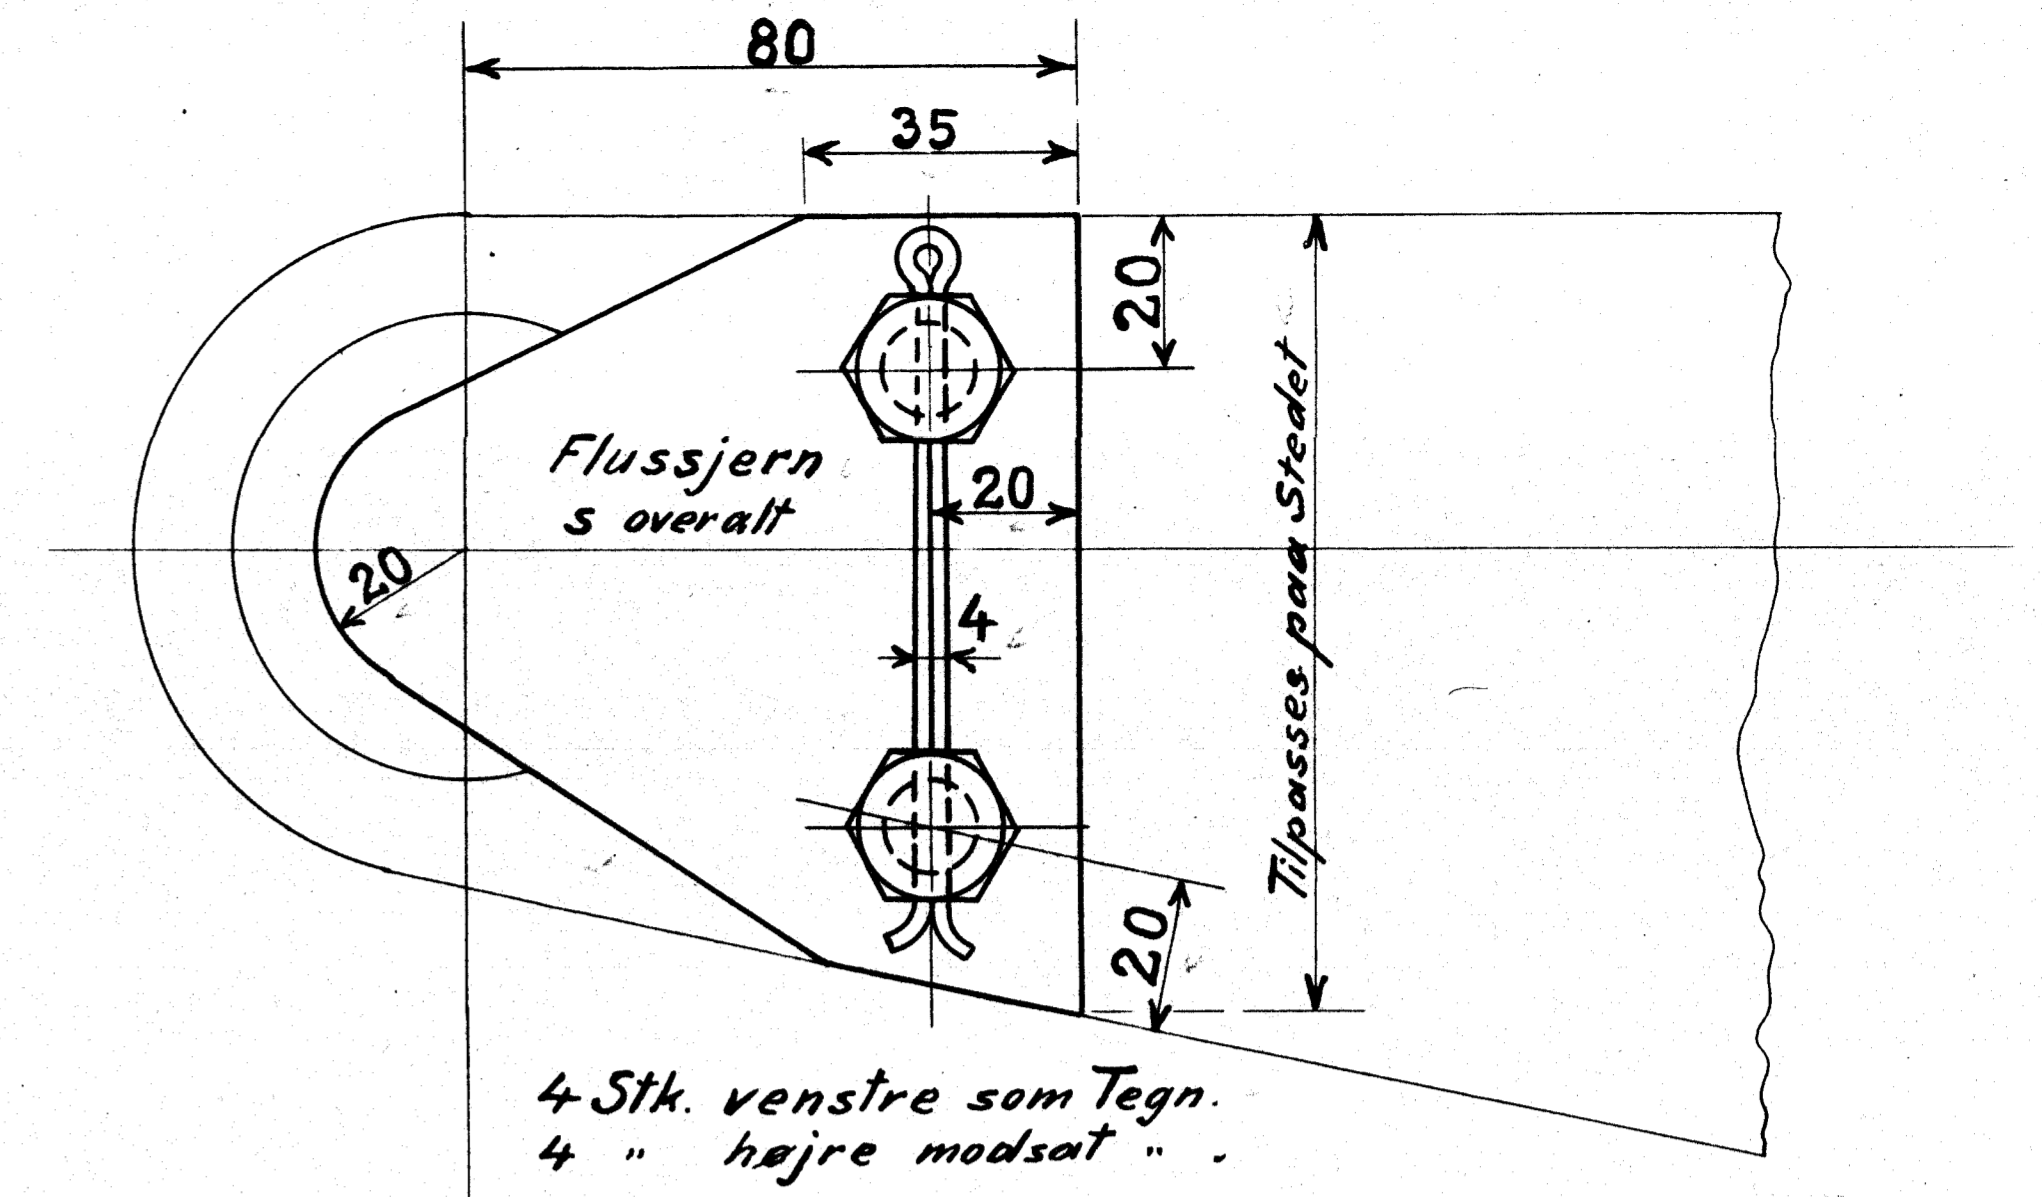 80
35
20
Flussjern
s overalt
20
20
4
Tilpasses paa Stedet
20
4 Stk. venstre som Tegn.
4 " højre modsat " .